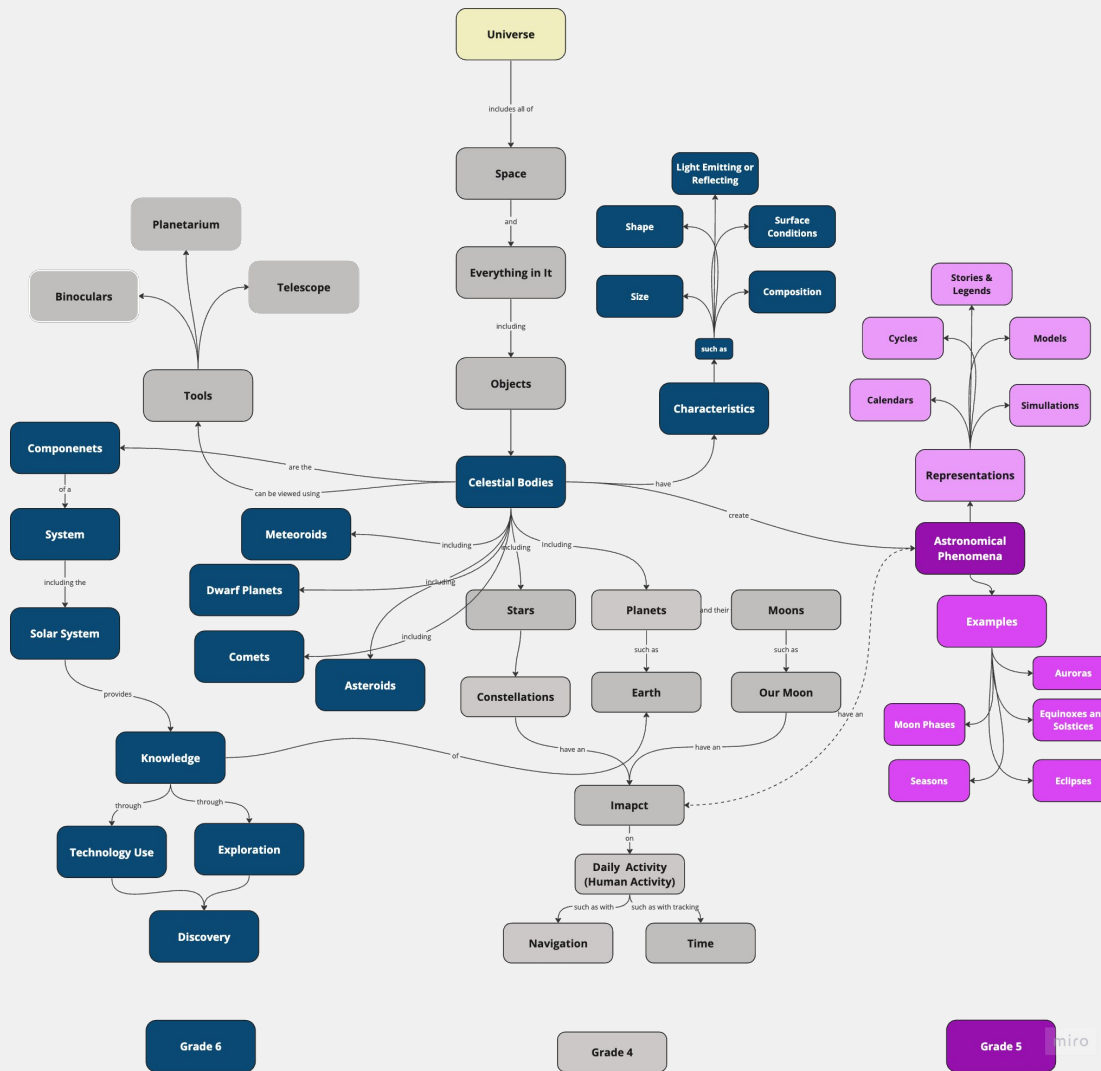 Universe
includes all of
Space
and
Everything in It
including
Objects
Light Emitting or
Reflecting
Shape
Surface
Conditions
Size
Composition
such as
Characteristics
Planetarium
Binoculars
Telescope
Tools
Stories &
Legends
Cycles
Models
Calendars
Simullations
Representations
Componenets
are the
can be viewed using
Celestial Bodies
have
create
of a
System
including the
Solar System
provides
Meteoroids
including
including
including
Dwarf Planets
including
Comets
including
Asteroids
Stars
Planets
and their
Moons
such as
such as
Constellations
Earth
Our Moon
have an
have an
have an
Astronomical
Phenomena
Examples
Auroras
Moon Phases
Equinoxes an
Solstices
Seasons
Eclipses
Knowledge
of
through
through
Technology Use
Exploration
Discovery
Imapct
on
Daily Activity
(Human Activity)
such as with
such as with tracking
Navigation
Time
Grade 6
Grade 4
Grade 5
miro